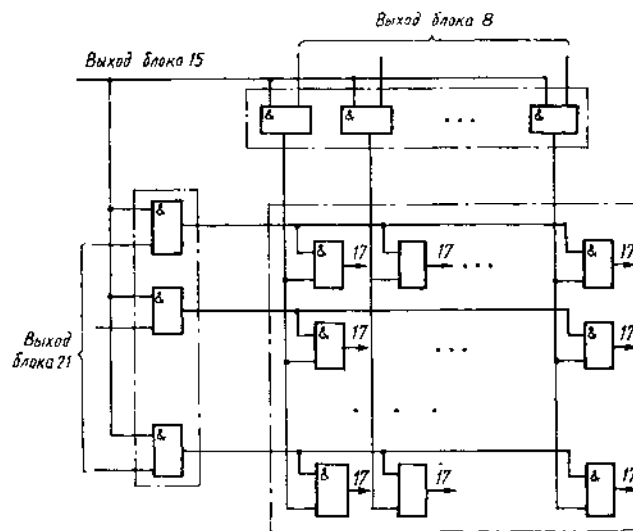 Выход блока 8
Выход блока 15
& & &
&
& 17 17 & 17
&
& 17 & 17
Выход
блока 21
&
& 17 17 & 17